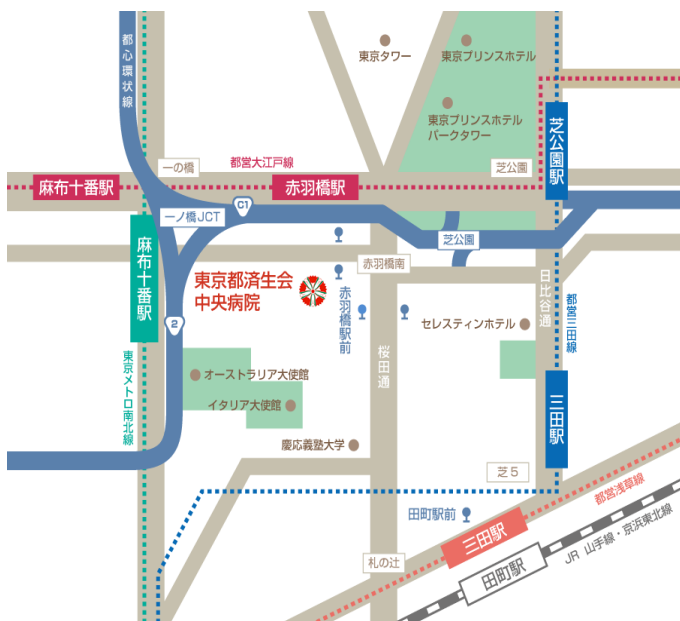 都心環状線
東京タワー
東京プリンスホテル
東京プリンスホテル
パークタワー
芝公園駅
一の橋
都営大江戸線
芝公園
麻布十番駅
赤羽橋駅
C1
一ノ橋JCT
芝公園
麻布十番駅
赤羽橋南
東京都済生会
中央病院
赤羽橋駅前
日比谷通
都営三田線
2
セレスティンホテル
桜田通
東京メトロ南北線
オーストラリア大使館
イタリア大使館
三田駅
慶応義塾大学
芝5
都営浅草線
田町駅前
三田駅
JR 山手線・京浜東北線
札の辻
田町駅